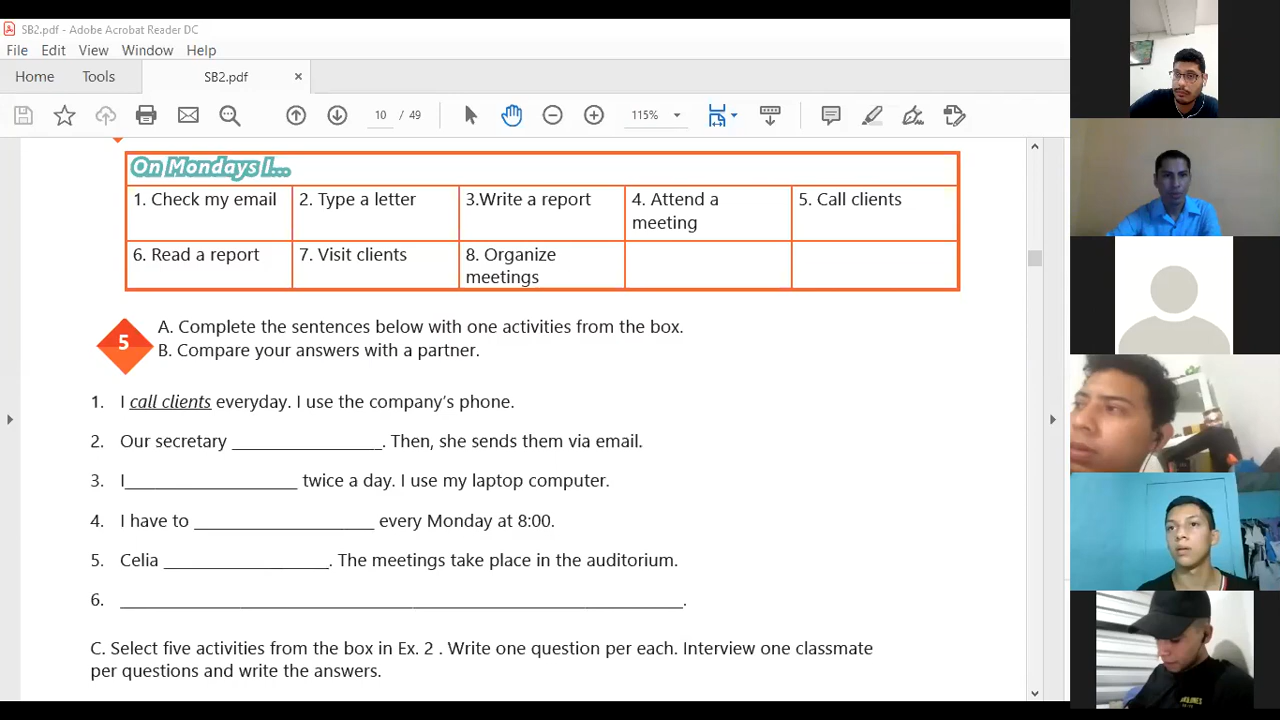 SB2.pdf - Adobe Acrobat Reader DC
File Edit View Window Help
Home Tools SB2.pdf ×
10 / 49 115%
On Mondays I...
1. Check my email 2. Type a letter 3.Write a report 4. Attend a meeting 5. Call clients
6. Read a report 7. Visit clients 8. Organize meetings
5
A. Complete the sentences below with one activities from the box.
B. Compare your answers with a partner.
1. I call clients everyday. I use the company's phone.
2. Our secretary ________________. Then, she sends them via email.
3. I__________________ twice a day. I use my laptop computer.
4. I have to ___________________ every Monday at 8:00.
5. Celia _________________. The meetings take place in the auditorium.
6. ___________________________________________________________.
C. Select five activities from the box in Ex. 2 . Write one question per each. Interview one classmate
per questions and write the answers.